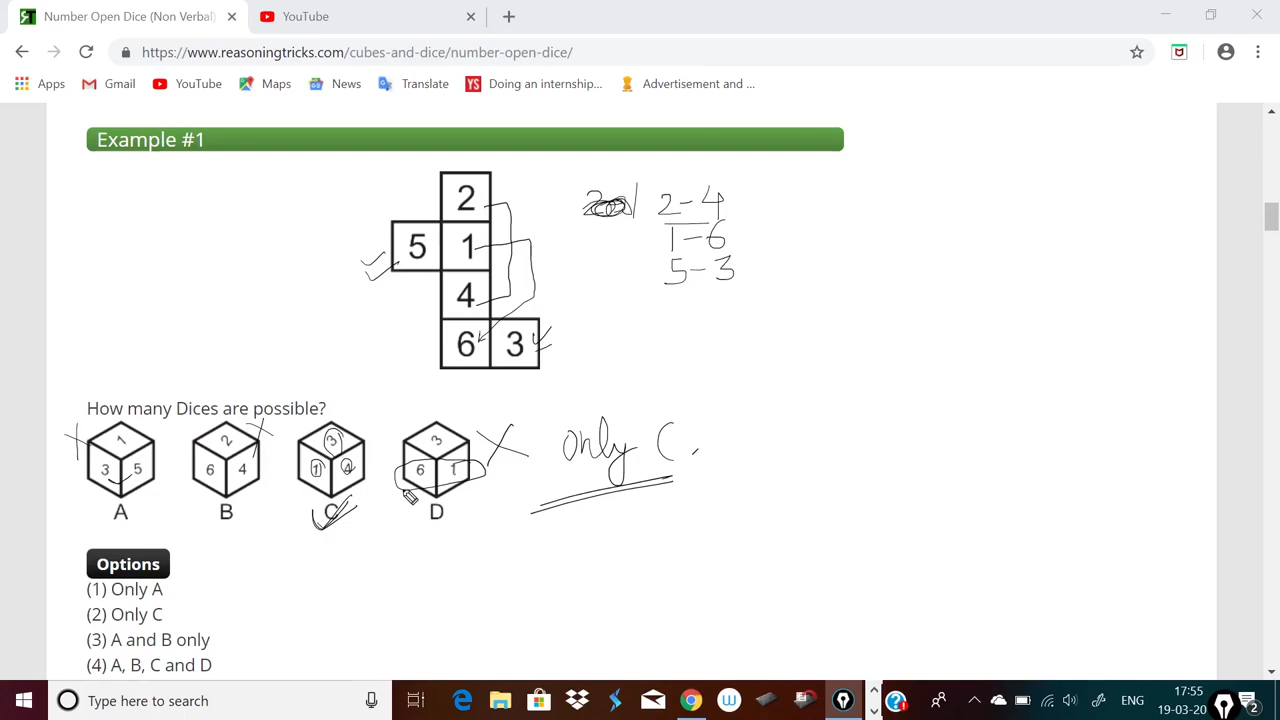 Number Open Dice (Non Verbal)
YouTube
https://www.reasoningtricks.com/cubes-and-dice/number-open-dice/
Apps Gmail YouTube Maps News Translate YS Doing an internship... Advertisement and ...
Example #1
2
5 1
4
6 3
2-4
1-6
5-3
How many Dices are possible?
1 3 5
2 6 4
3 1 4
3 6 1
only C.
A B C D
Options
(1) Only A
(2) Only C
(3) A and B only
(4) A, B, C and D
Type here to search
ENG
17:55
19-03-20
2